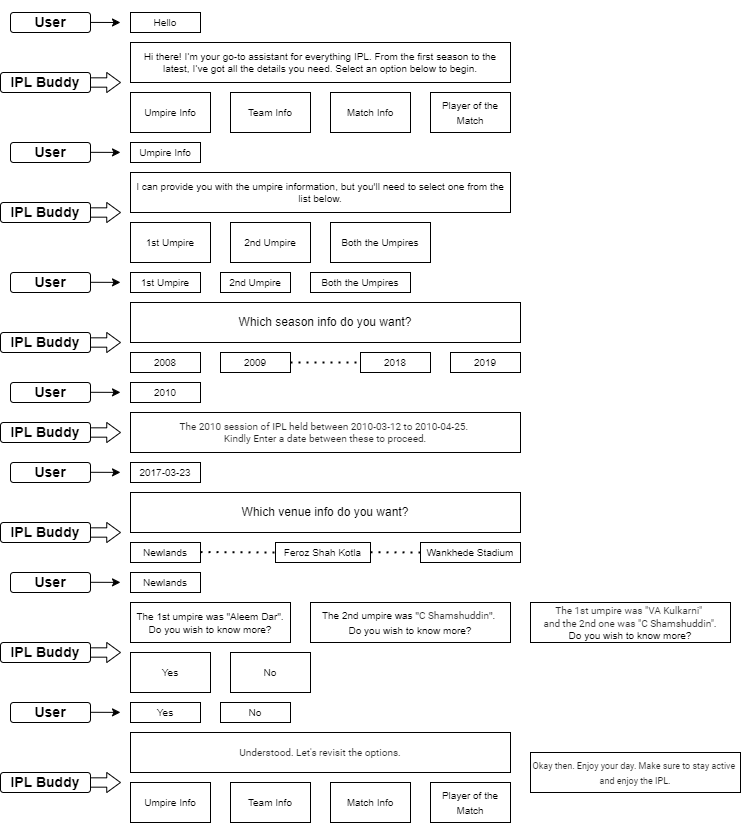 User
Hello
Hi there! I'm your go-to assistant for everything IPL. From the first season to the
latest, I've got all the details you need. Select an option below to begin.
IPL Buddy
Umpire Info
Team Info
Match Info
Player of the
Match
User
Umpire Info
I can provide you with the umpire information, but you'll need to select one from the
list below.
IPL Buddy
1st Umpire
2nd Umpire
Both the Umpires
User
1st Umpire
2nd Umpire
Both the Umpires
Which season info do you want?
IPL Buddy
2008
2009
2018
2019
User
2010
The 2010 session of IPL held between 2010-03-12 to 2010-04-25.
Kindly Enter a date between these to proceed.
IPL Buddy
User
2017-03-23
Which venue info do you want?
IPL Buddy
Newlands
Feroz Shah Kotla
Wankhede Stadium
User
Newlands
The 1st umpire was "Aleem Dar".
Do you wish to know more?
The 2nd umpire was "C Shamshuddin".
Do you wish to know more?
The 1st umpire was "VA Kulkarni"
and the 2nd one was "C Shamshuddin".
Do you wish to know more?
IPL Buddy
Yes
No
User
Yes
No
Understood. Let's revisit the options.
Okay then. Enjoy your day. Make sure to stay active
and enjoy the IPL.
IPL Buddy
Umpire Info
Team Info
Match Info
Player of the
Match